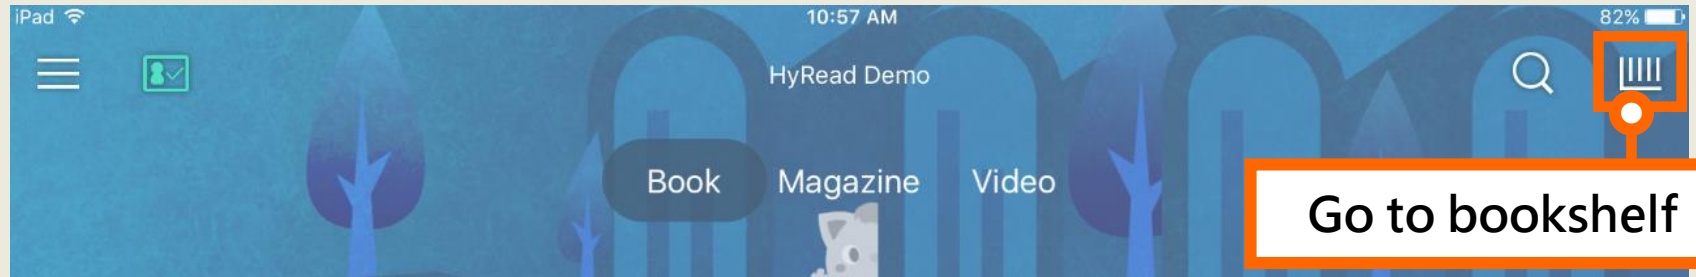 iPad 10:57 AM 82%
HyRead Demo
Book Magazine Video
Go to bookshelf